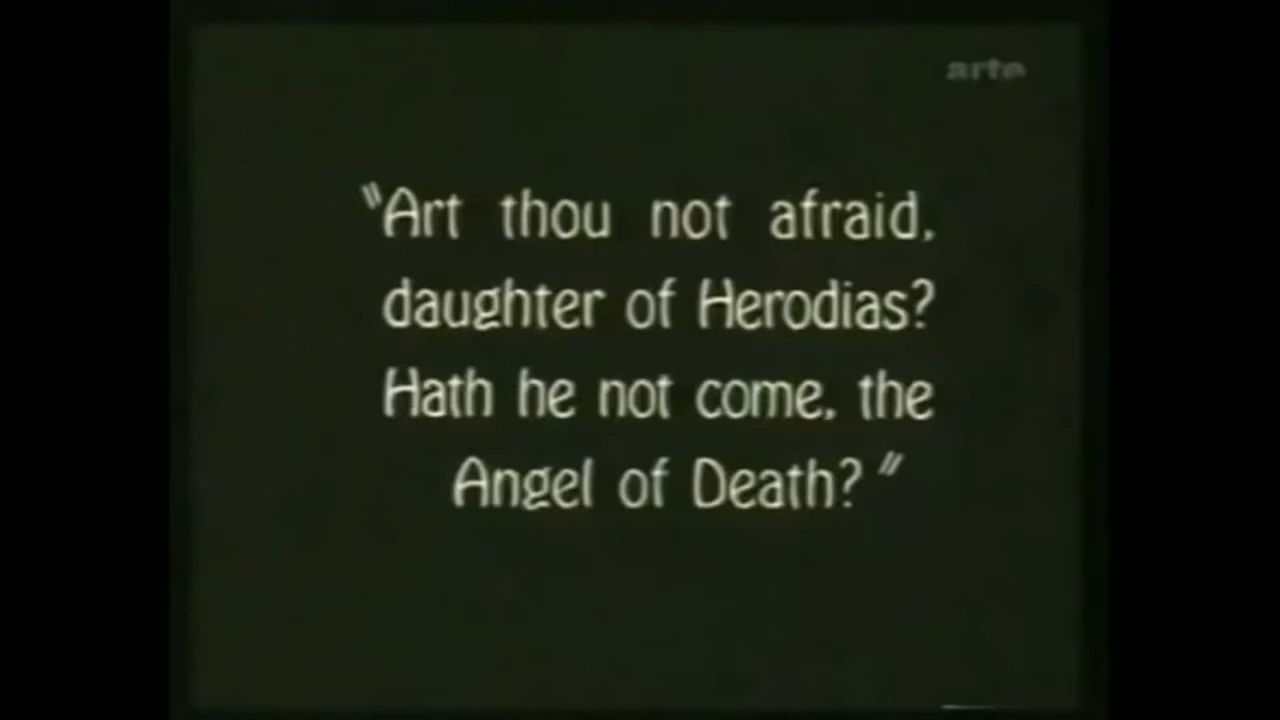 arte
"Art thou not afraid,
daughter of Herodias?
Hath he not come, the
Angel of Death?"